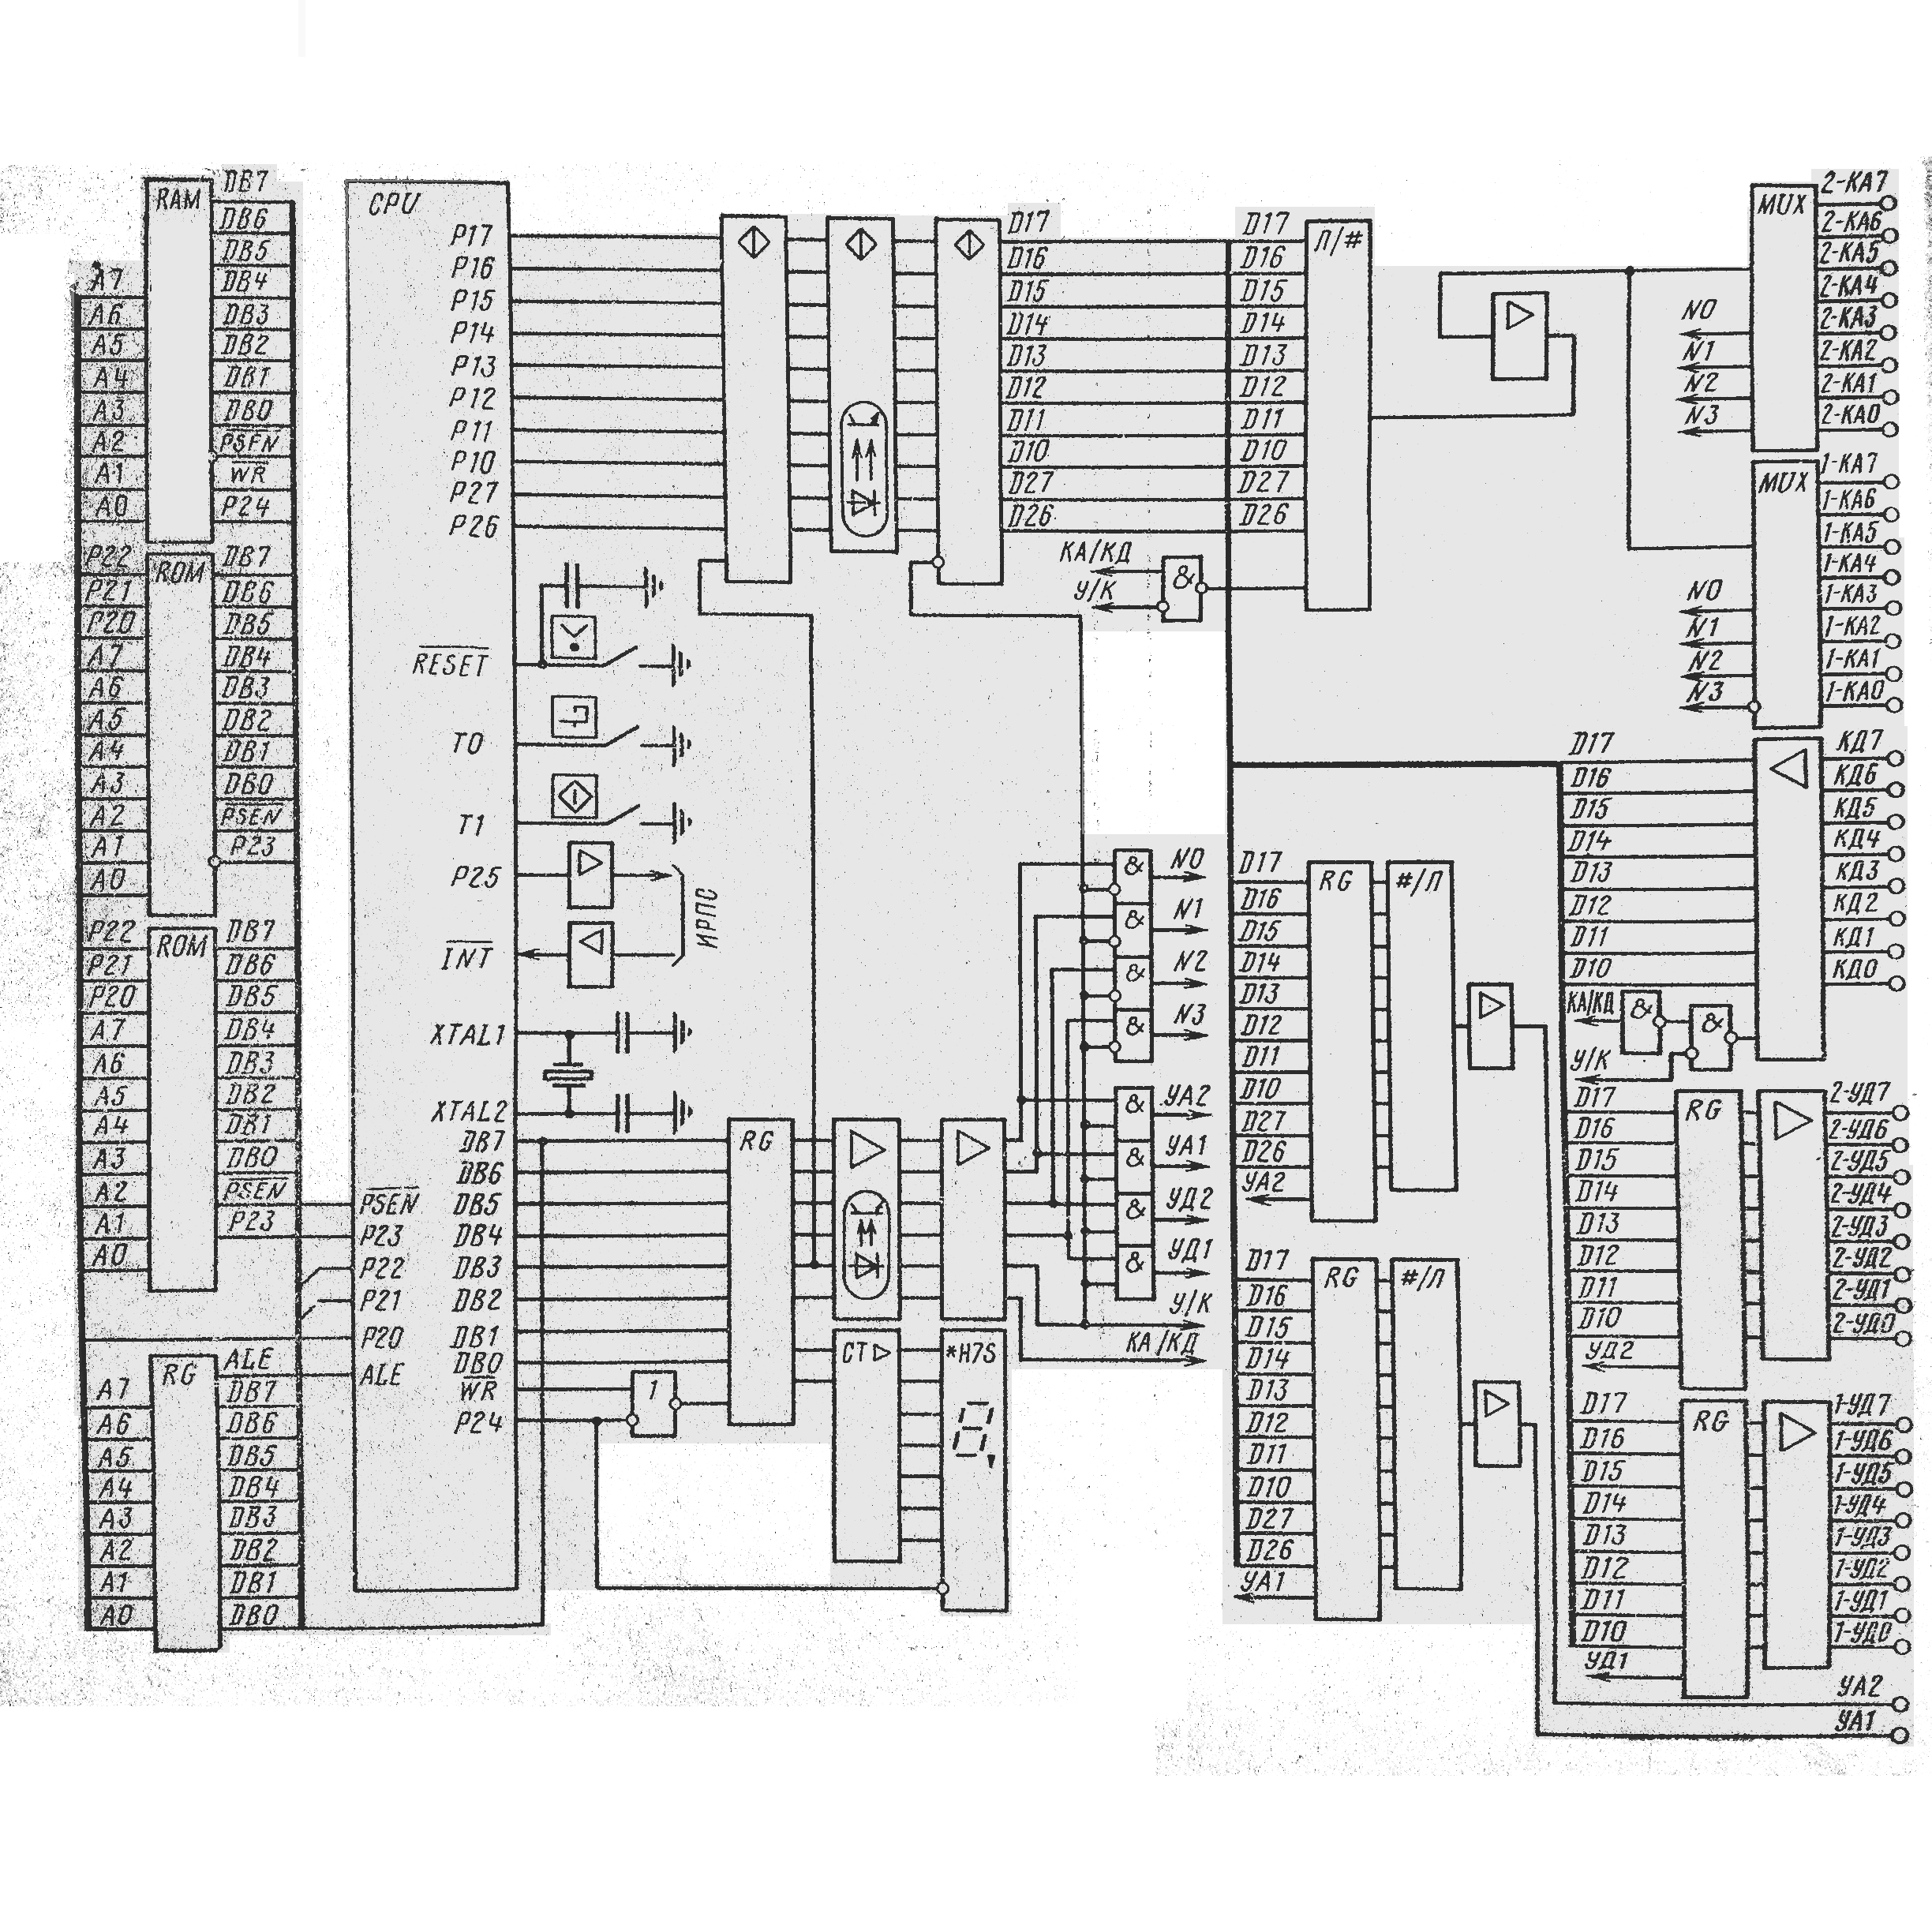 RAM
DB7
DB6
DB5
DB4
DB3
DB2
DB1
DB0
PSEN
WR
P24
A7
A6
A5
A4
A3
A2
A1
A0
ROM
P22
P21
P20
A7
A6
A5
A4
A3
A2
A1
A0
DB7
DB6
DB5
DB4
DB3
DB2
DB1
DB0
PSEN
P23
ROM
P22
P21
P20
A7
A6
A5
A4
A3
A2
A1
A0
DB7
DB6
DB5
DB4
DB3
DB2
DB1
DB0
PSEN
P23
RG
A7
A6
A5
A4
A3
A2
A1
A0
ALE
DB7
DB6
DB5
DB4
DB3
DB2
DB1
DB0
CPU
P17
P16
P15
P14
P13
P12
P11
P10
P27
P26
RESET
T0
T1
P25
INT
XTAL1
XTAL2
DB7
DB6
DB5
DB4
DB3
DB2
DB1
DB0
WR
P24
PSEN
P23
P22
P21
P20
ALE
ИРПС
1
RG
CT
*H7S
D17
D16
D15
D14
D13
D12
D11
D10
D27
D26
КА/КД
У/К
&
&
N0
&
N1
&
N2
&
N3
&
УА2
&
УА1
&
УД2
&
УД1
У/К
КА/КД
D17
D16
D15
D14
D13
D12
D11
D10
D27
D26
Л/#
D17
D16
D15
D14
D13
D12
D11
D10
D27
D26
УА2
RG
#/Л
D17
D16
D15
D14
D13
D12
D11
D10
D27
D26
УА1
RG
#/Л
MUX
N0
N1
N2
N3
2-КА7
2-КА6
2-КА5
2-КА4
2-КА3
2-КА2
2-КА1
2-КА0
MUX
N0
N1
N2
N3
1-КА7
1-КА6
1-КА5
1-КА4
1-КА3
1-КА2
1-КА1
1-КА0
D17
D16
D15
D14
D13
D12
D11
D10
КА/КД
У/К
&
&
КД7
КД6
КД5
КД4
КД3
КД2
КД1
КД0
D17
D16
D15
D14
D13
D12
D11
D10
УД2
RG
2-УД7
2-УД6
2-УД5
2-УД4
2-УД3
2-УД2
2-УД1
2-УД0
D17
D16
D15
D14
D13
D12
D11
D10
УД1
RG
1-УД7
1-УД6
1-УД5
1-УД4
1-УД3
1-УД2
1-УД1
1-УД0
УА2
УА1